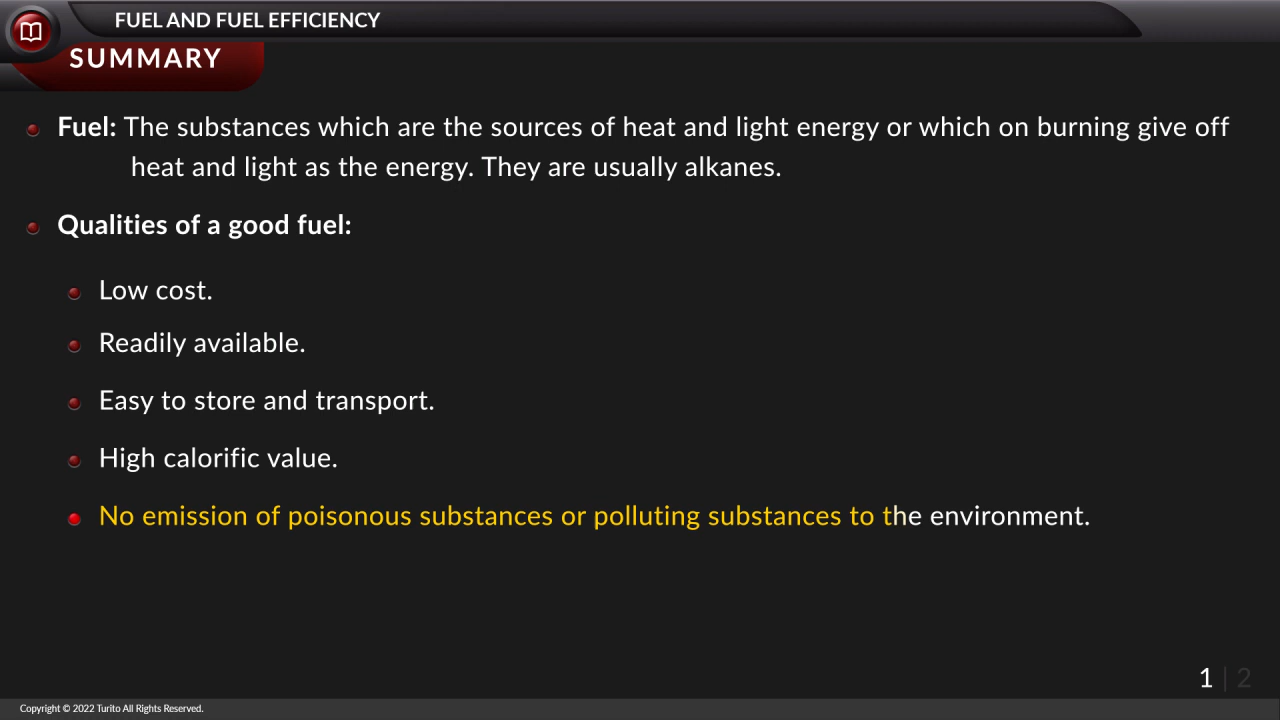 FUEL AND FUEL EFFICIENCY
SUMMARY
Fuel: The substances which are the sources of heat and light energy or which on burning give off
heat and light as the energy. They are usually alkanes.
Qualities of a good fuel:
Low cost.
Readily available.
Easy to store and transport.
High calorific value.
No emission of poisonous substances or polluting substances to the environment.
1 | 2
Copyright © 2022 Turito All Rights Reserved.